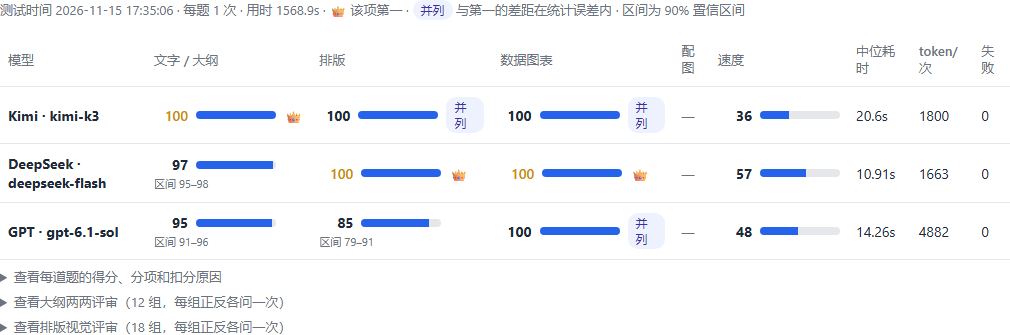 测试时间 2026-11-15 17:35:06 · 每题 1 次 · 用时 1568.9s · 👑 该项第一 · 并列 与第一的差距在统计误差内 · 区间为 90% 置信区间
模型 文字 / 大纲 排版 数据图表 配图 速度 中位耗时 token/次 失败
Kimi · kimi-k3 100 👑 100 并列 100 并列 — 36 20.6s 1800 0
DeepSeek · deepseek-flash 97 区间 95–98 100 👑 100 👑 — 57 10.91s 1663 0
GPT · gpt-6.1-sol 95 区间 91–96 85 区间 79–91 100 并列 — 48 14.26s 4882 0
▶ 查看每道题的得分、分项和扣分原因
▶ 查看大纲两两评审（12 组，每组正反各问一次）
▶ 查看排版视觉评审（18 组，每组正反各问一次）